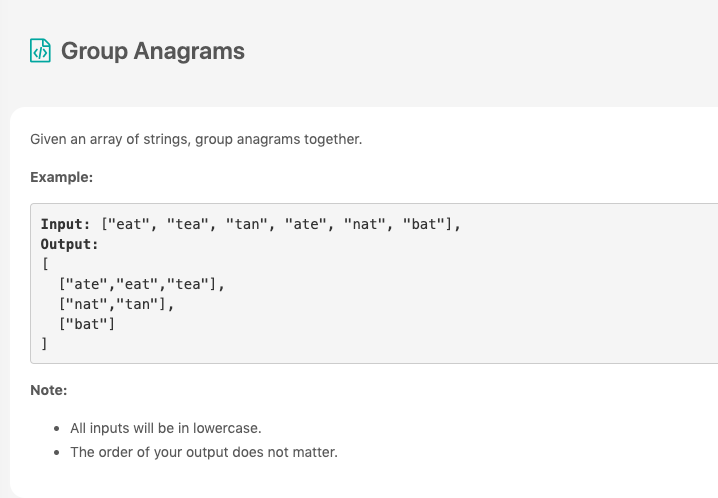 Group Anagrams
Given an array of strings, group anagrams together.
Example:
Input: ["eat", "tea", "tan", "ate", "nat", "bat"],
Output:
[
  ["ate","eat","tea"],
  ["nat","tan"],
  ["bat"]
]
Note:
• All inputs will be in lowercase.
• The order of your output does not matter.